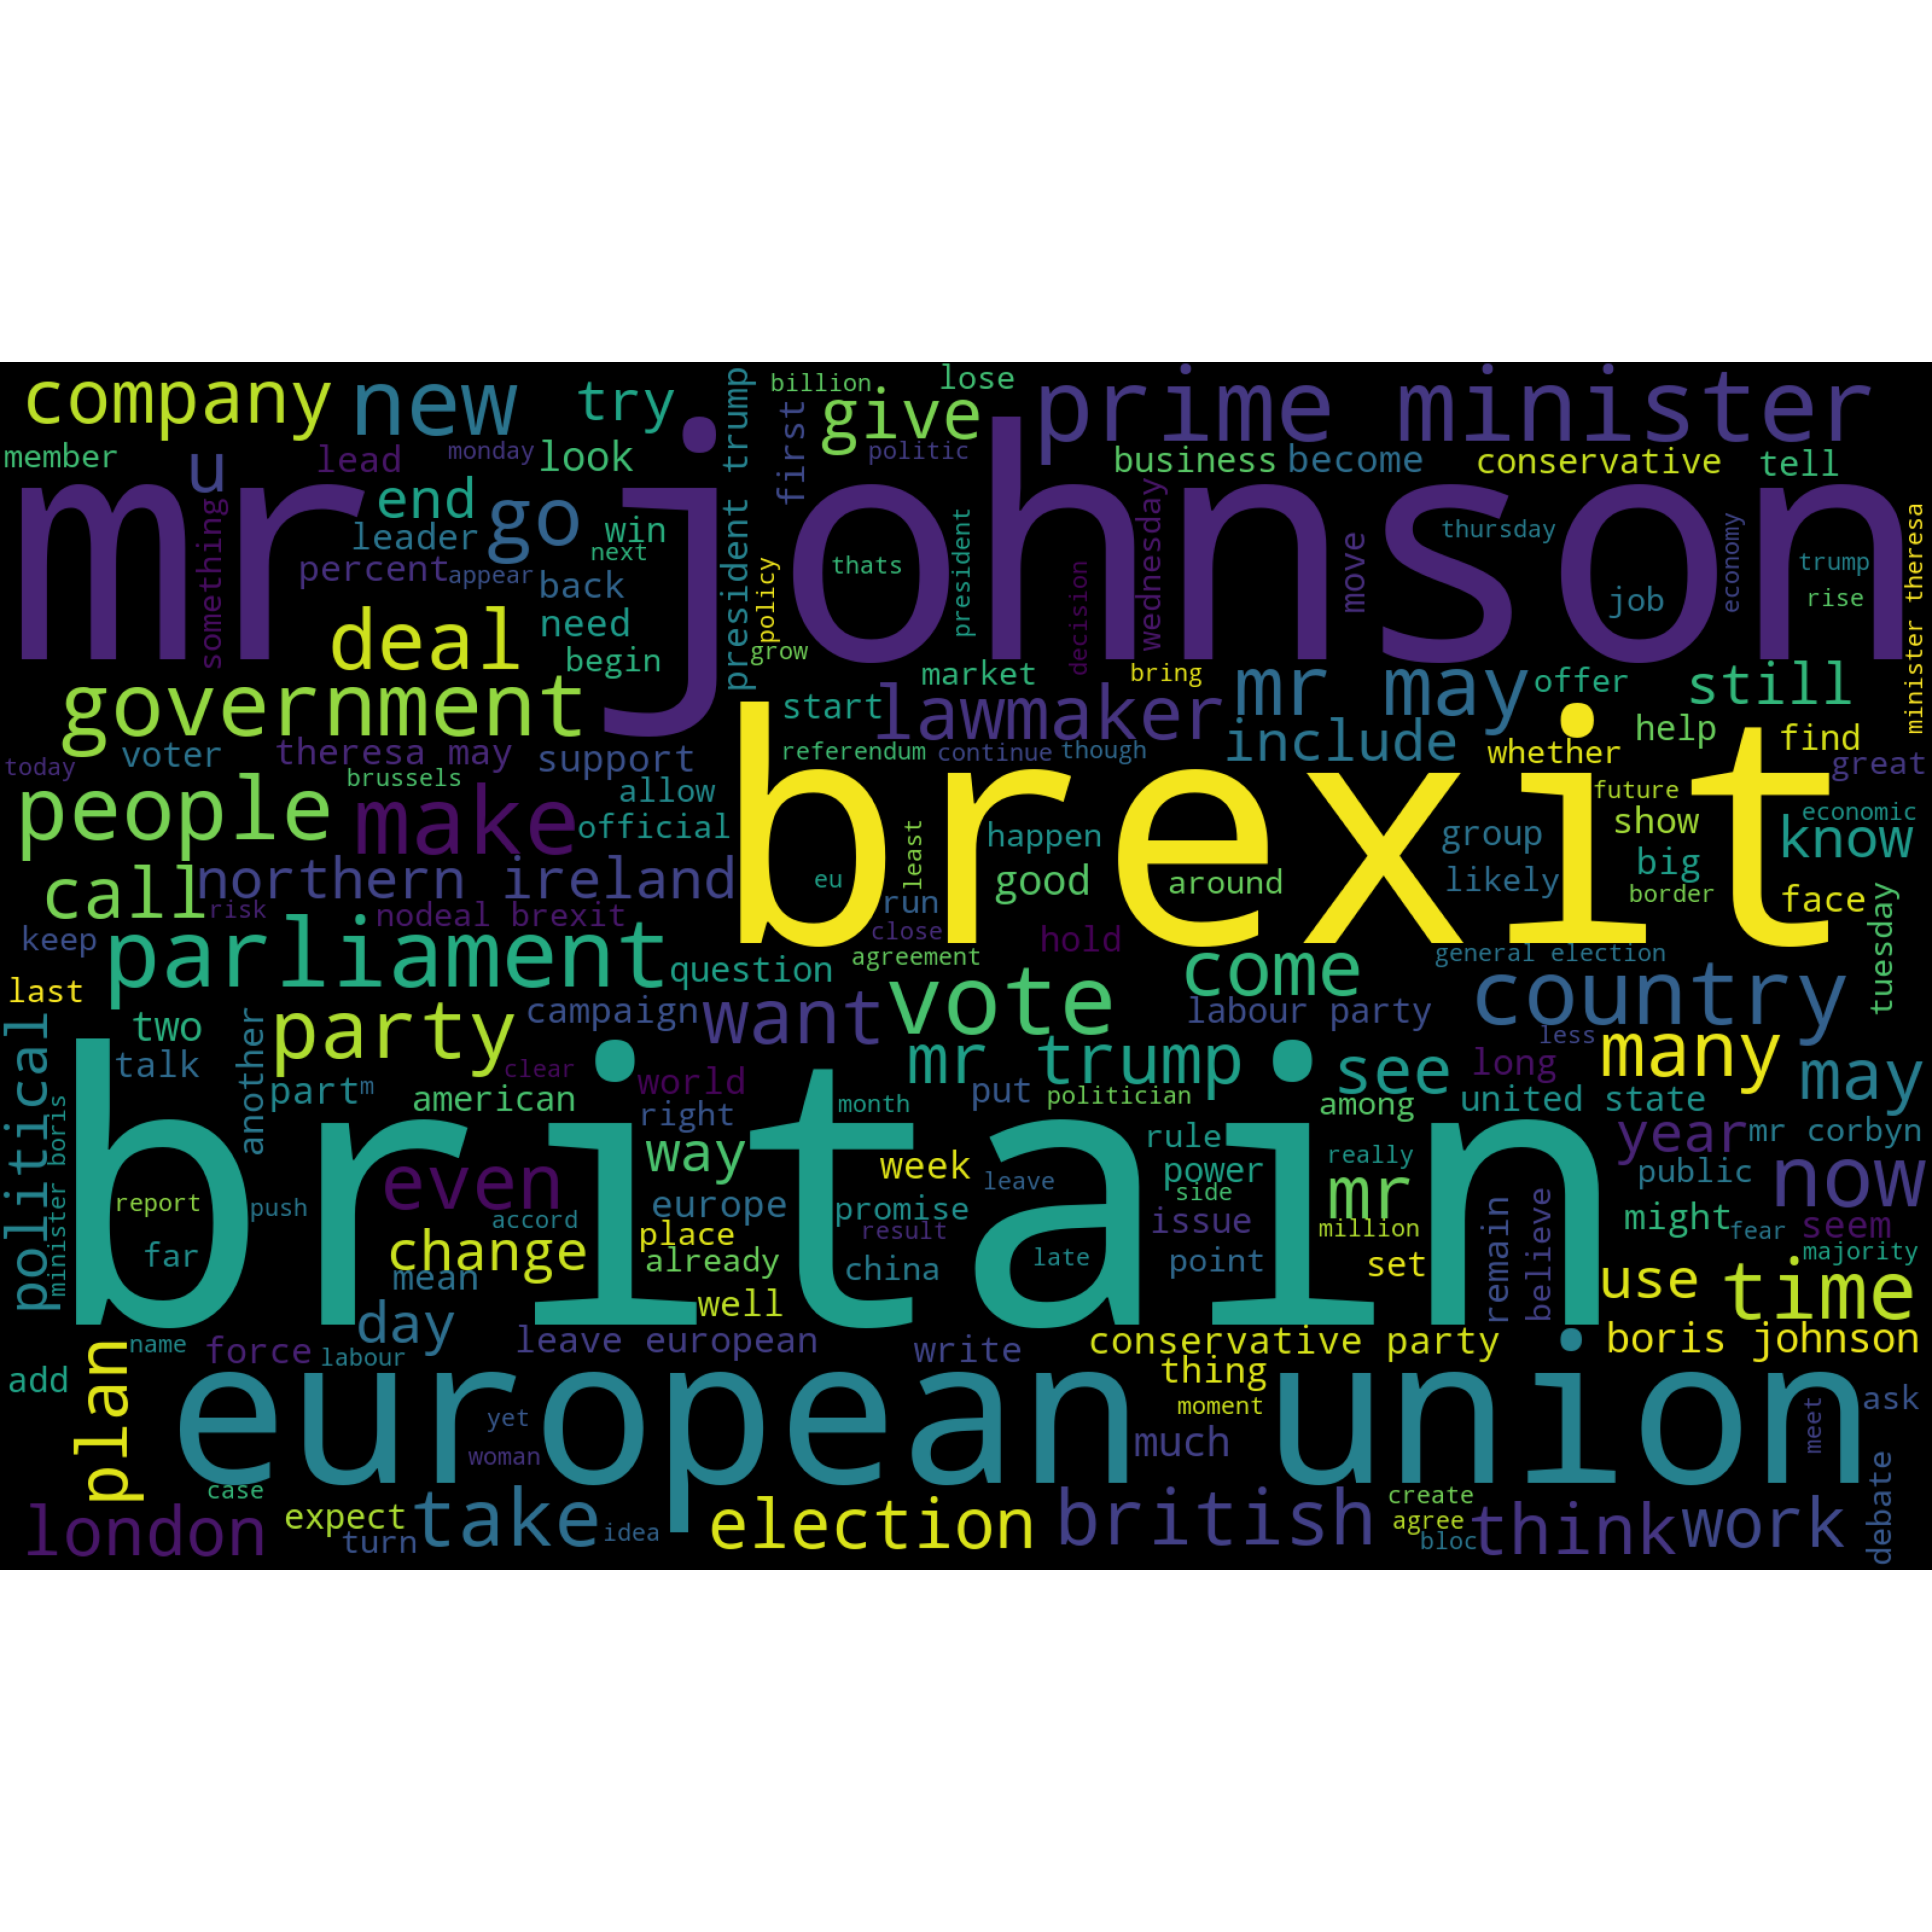 company new try president trump billion lose give first prime minister
member u lead monday look politic business become conservative tell
mr johnson
something end go win leader next percent appear back thats president wednesday move thursday economy trump minister theresa
deal need begin policy grow decision job rise
government market bring mr may offer still
start lawmaker include
today voter theresa may support referendum continue though whether help find great
brexit
people brussels make allow official happen least group future show economic know
call northern ireland eu good around likely big border face
risk nodeal brexit run close hold tuesday
keep parliament question agreement come general election
last campaign want vote labour party country
political two party less many
talk another part m clear world mr trump see long may
britain
minister boris american right month put politician among united state year mr corbyn
even way week leave rule power really mr public now
report push accord europe promise side issue million remain believe might fear seem
far change place result late majority
mean already china point set use time
day well
plan name force labour leave european write conservative party boris johnson
add thing
european union
yet moment meet ask
woman much
case create debate
london expect turn take idea election british agree bloc think work